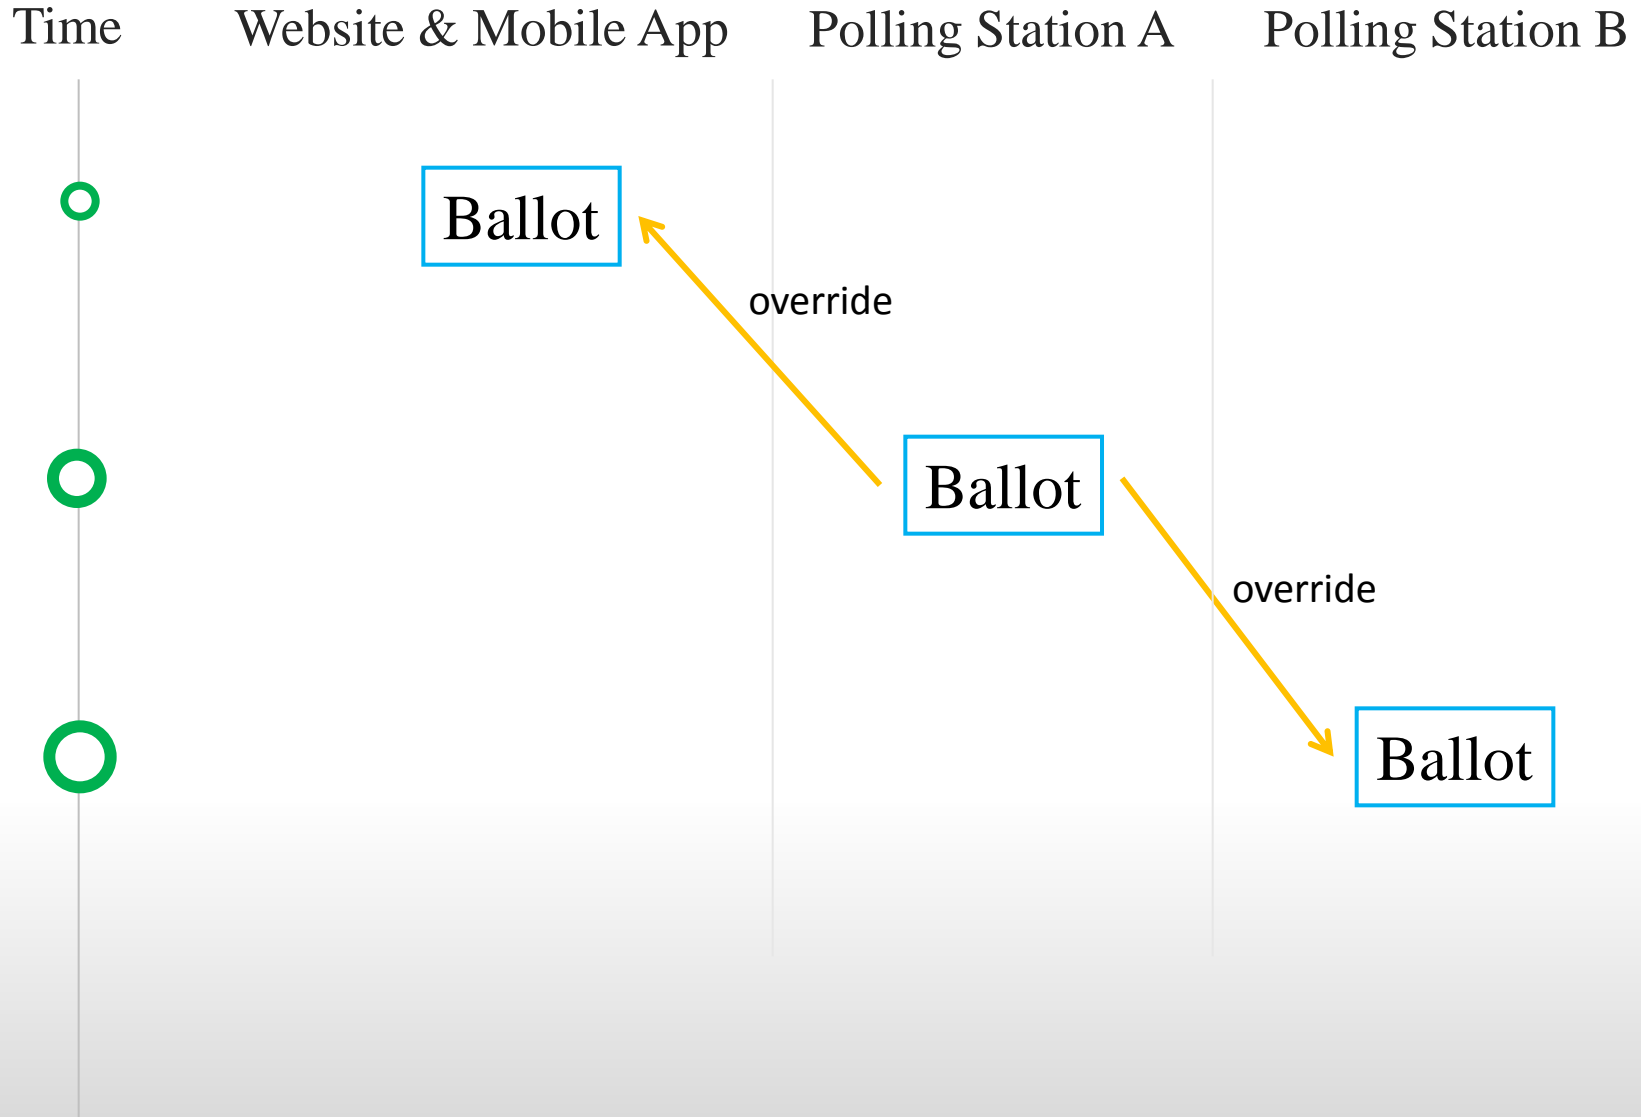 Time
Website & Mobile App
Polling Station A
Polling Station B
Ballot
override
Ballot
override
Ballot